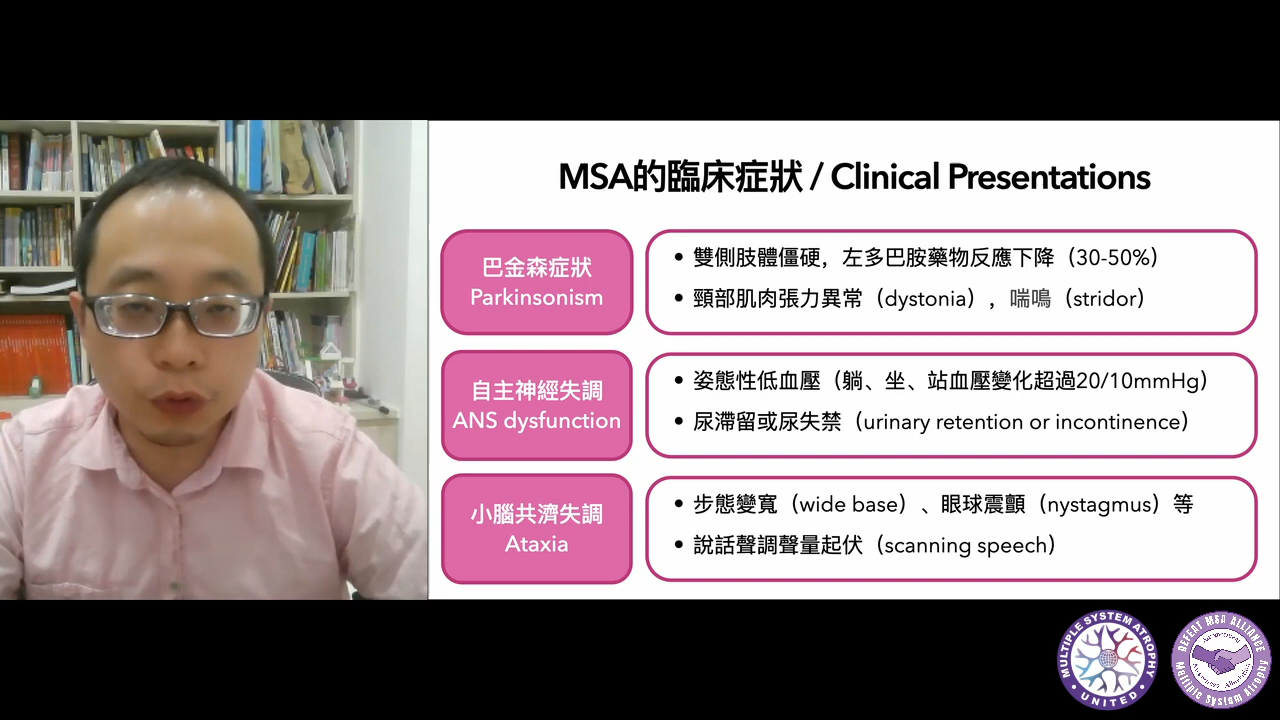 MSA的臨床症狀 / Clinical Presentations
巴金森症狀
Parkinsonism
• 雙側肢體僵硬，左多巴胺藥物反應下降（30-50%）
• 頸部肌肉張力異常（dystonia），喘鳴（stridor）
自主神經失調
ANS dysfunction
• 姿態性低血壓（躺、坐、站血壓變化超過20/10mmHg）
• 尿滯留或尿失禁（urinary retention or incontinence）
小腦共濟失調
Ataxia
• 步態變寬（wide base）、眼球震顫（nystagmus）等
• 說話聲調聲量起伏（scanning speech）
MULTIPLE SYSTEM ATROPHY
• UNITED •
DEFEAT MSA ALLIANCE
Multiple System Atrophy